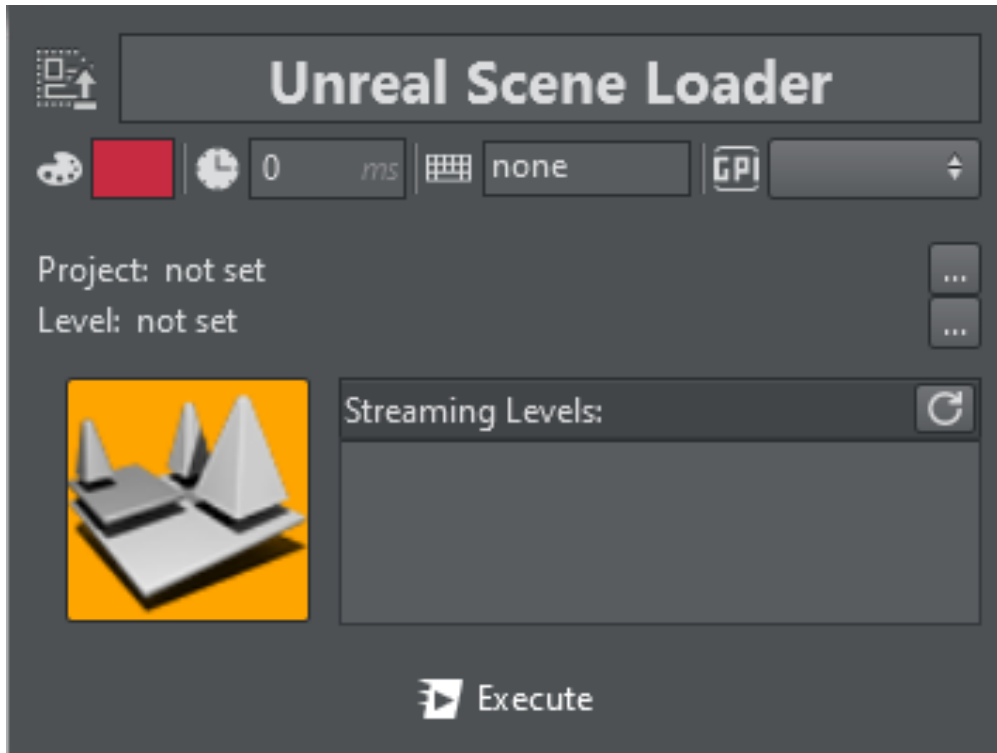 Unreal Scene Loader
0 ms none GPI
Project: not set ...
Level: not set ...
Streaming Levels:
Execute